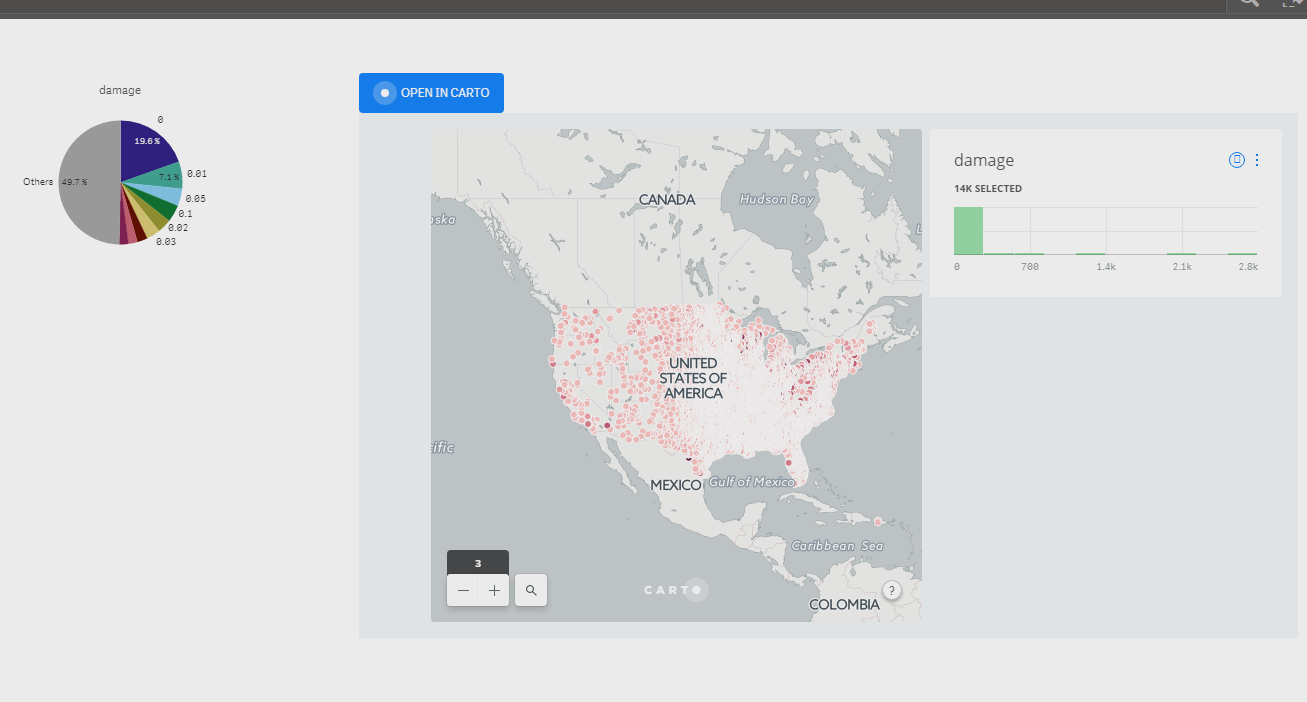 damage
0
19.6 %
7.1 %
0.01
Others
49.7 %
0.05
0.1
0.02
0.03
OPEN IN CARTO
CANADA
Hudson Bay
aska
UNITED
STATES OF
AMERICA
ific
MEXICO
Gulf of Mexico
Caribbean Sea
COLOMBIA
3
CARTO
?
damage
14K SELECTED
0
700
1.4k
2.1k
2.8k